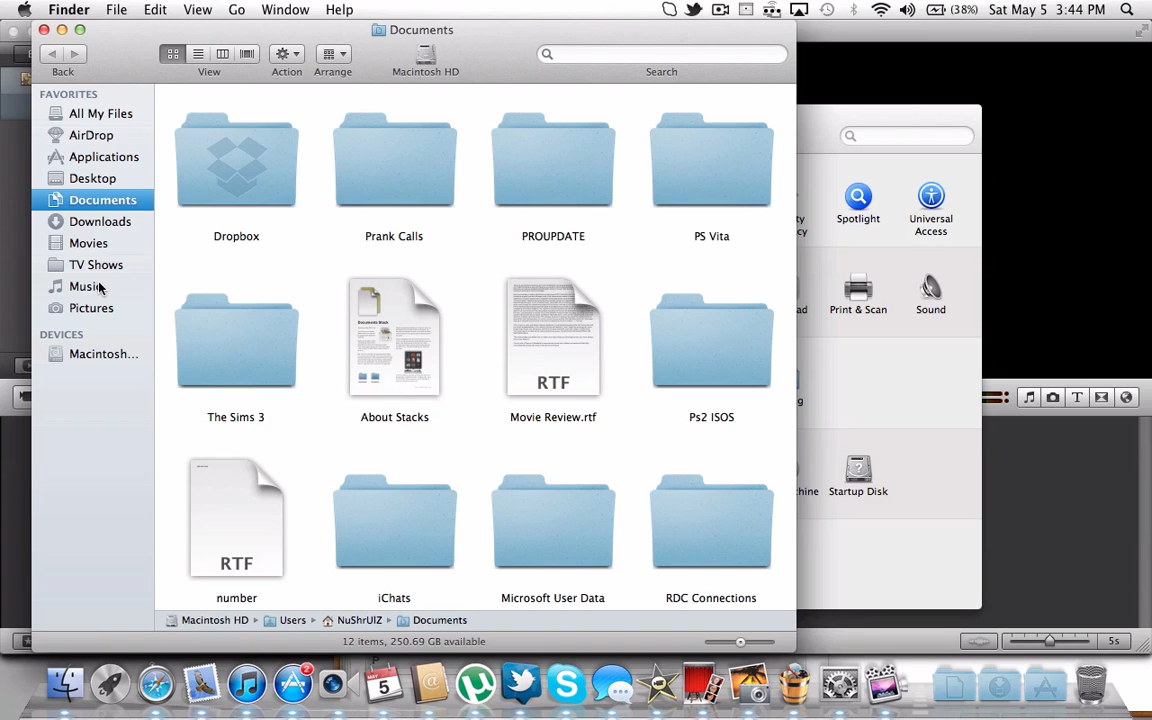 Finder File Edit View Go Window Help (38%) Sat May 5 3:44 PM
Documents
Back View Action Arrange Macintosh HD Search
FAVORITES
All My Files
AirDrop
Applications
Desktop
Documents
Downloads
Movies
TV Shows
Music
Pictures
DEVICES
Macintosh...
Dropbox Prank Calls PROUPDATE PS Vita
RTF
The Sims 3 About Stacks Movie Review.rtf Ps2 ISOS
RTF
number iChats Microsoft User Data RDC Connections
Macintosh HD Users NuShrUIZ Documents
12 items, 250.69 GB available
Spotlight Universal
Access
Print & Scan Sound
Startup Disk
T
5s
2
5